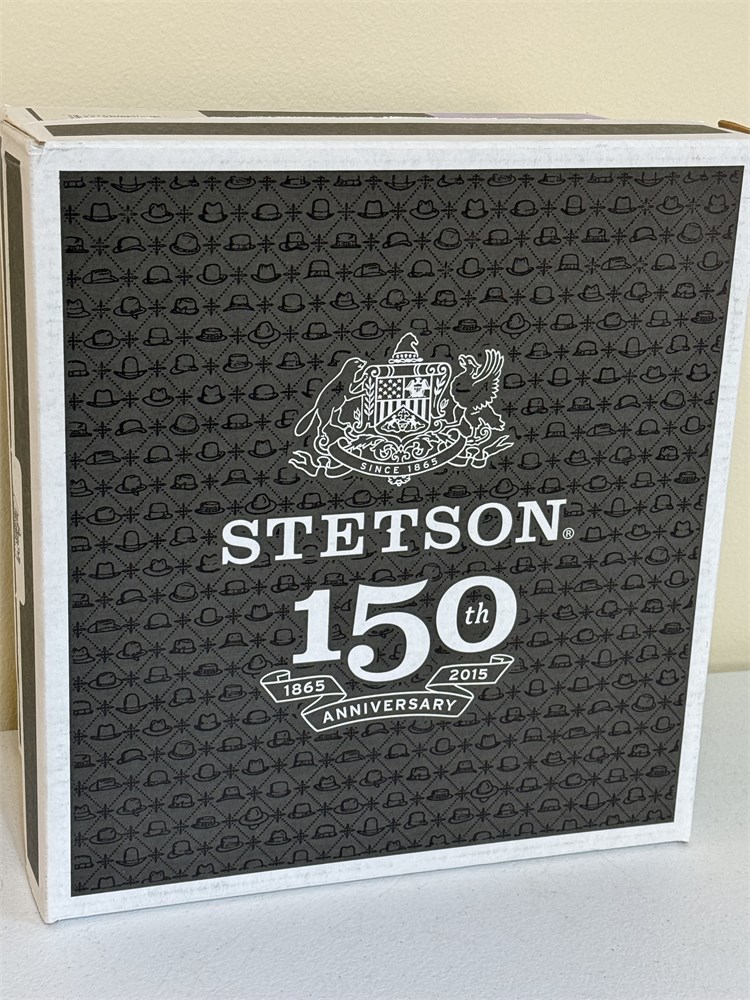 SINCE 1865
STETSON®
150th
1865 2015
ANNIVERSARY